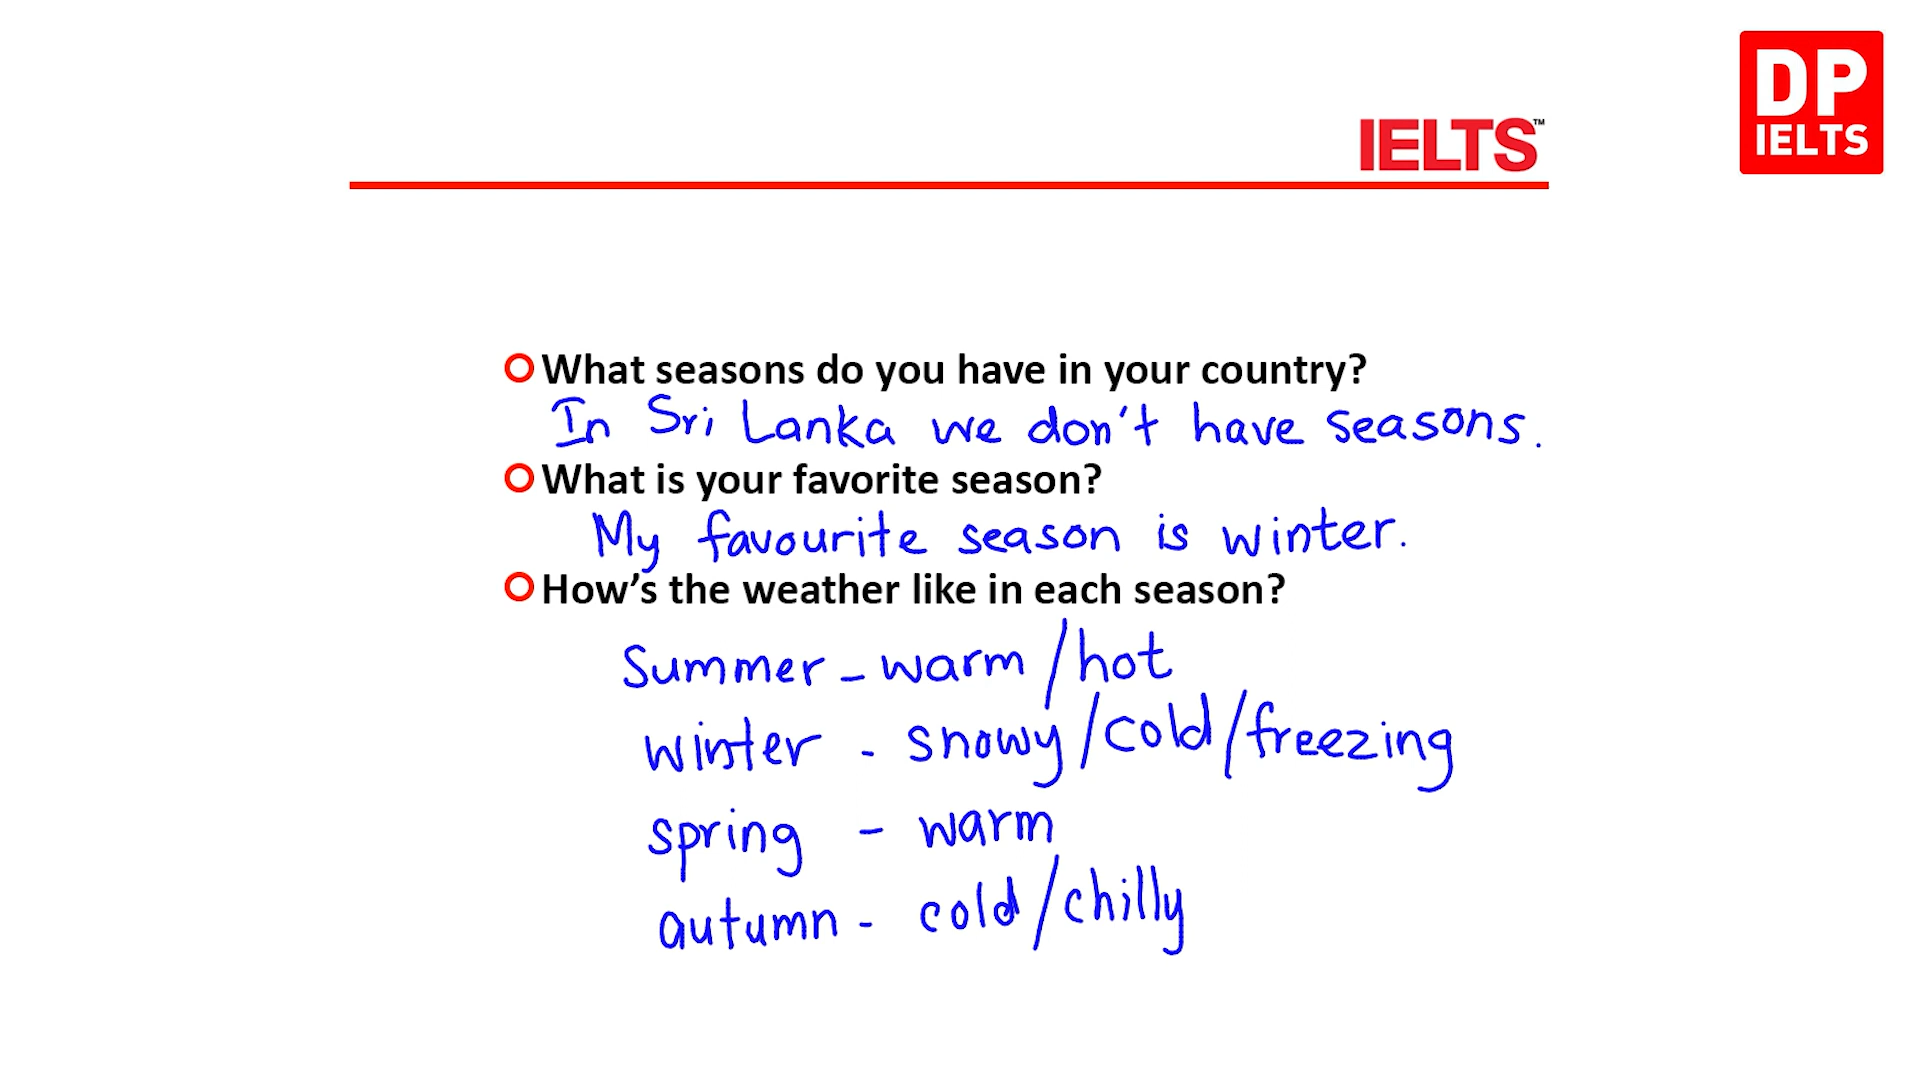 DP
IELTS
IELTS™
What seasons do you have in your country?
In Sri Lanka we don't have seasons.
What is your favorite season?
My favourite season is winter.
How's the weather like in each season?
Summer - warm/hot
winter - snowy/cold/freezing
spring - warm
autumn - cold/chilly